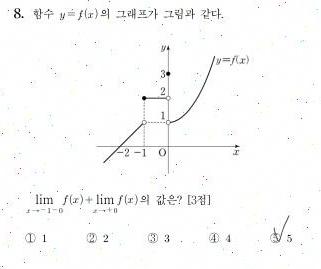 8. 함수 y=f(x)의 그래프가 그림과 같다.
y
y=f(x)
3
2
1
-2 -1 O x
lim f(x)+lim f(x)의 값은? [3점]
x→-1-0 x→+0
① 1 ② 2 ③ 3 ④ 4 ⑤ 5